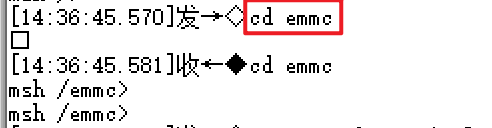 [14:36:45.570]发→◇cd emmc
□
[14:36:45.581]收←◆cd emmc
msh /emmc>
msh /emmc>